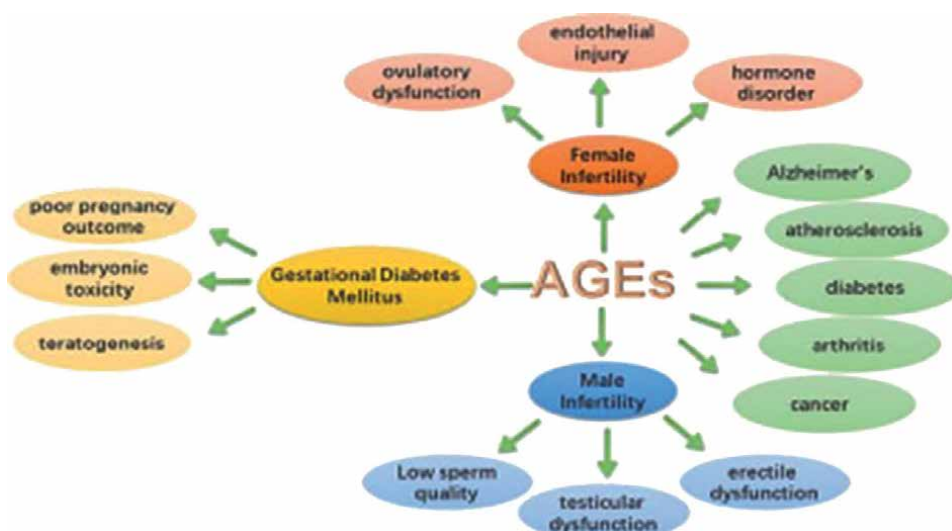 endothelial
injury
ovulatory
dysfunction
hormone
disorder
Female
Infertility
Alzheimer's
poor pregnancy
outcome
atherosclerosis
embryonic
toxicity
Gestational Diabetes
Mellitus
AGEs
diabetes
teratogenesis
arthritis
Male
Infertility
cancer
Low sperm
quality
testicular
dysfunction
erectile
dysfunction